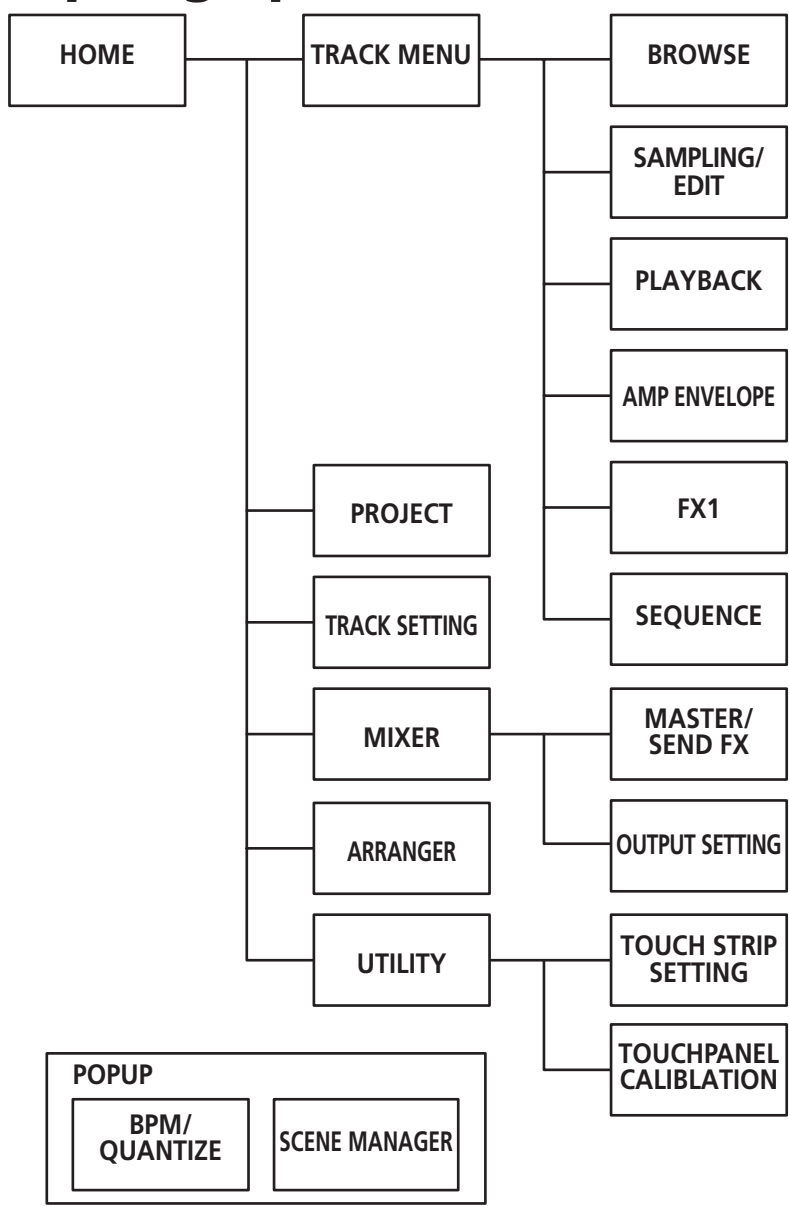 HOME
TRACK MENU
BROWSE
SAMPLING/
EDIT
PLAYBACK
AMP ENVELOPE
FX1
SEQUENCE
PROJECT
TRACK SETTING
MIXER
MASTER/
SEND FX
OUTPUT SETTING
ARRANGER
UTILITY
TOUCH STRIP
SETTING
TOUCHPANEL
CALIBLATION
POPUP
BPM/
QUANTIZE
SCENE MANAGER